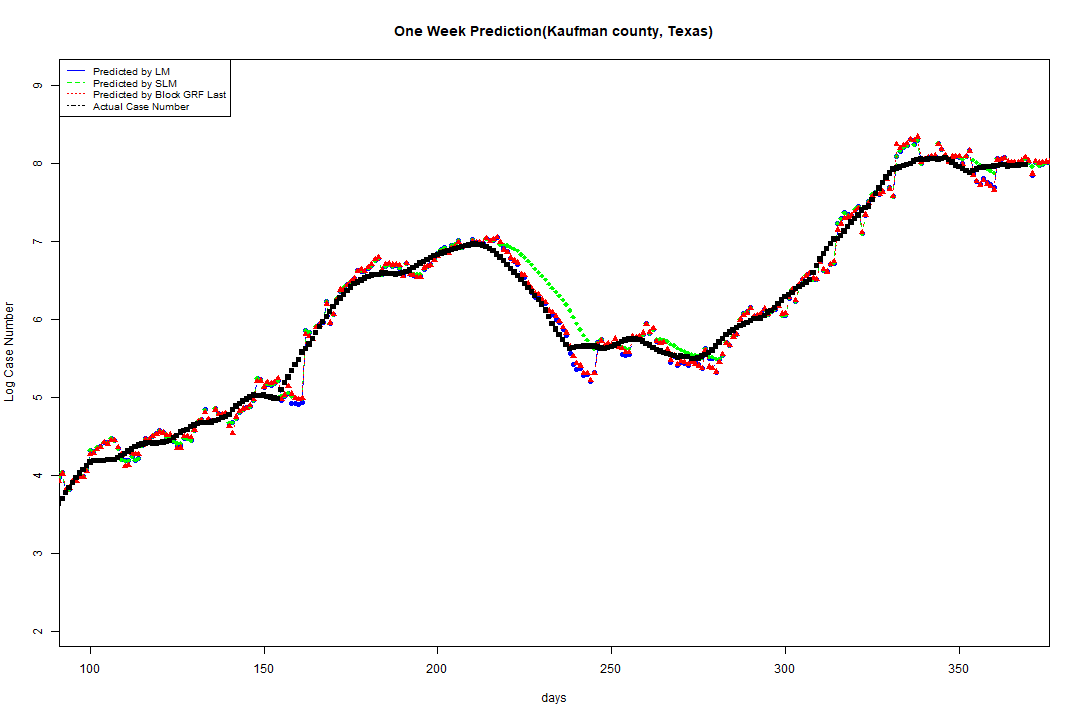 One Week Prediction(Kaufman county, Texas)
Predicted by LM
Predicted by SLM
Predicted by Block GRF Last
Actual Case Number
9
8
7
6
5
4
3
2
Log Case Number
100 150 200 250 300 350
days